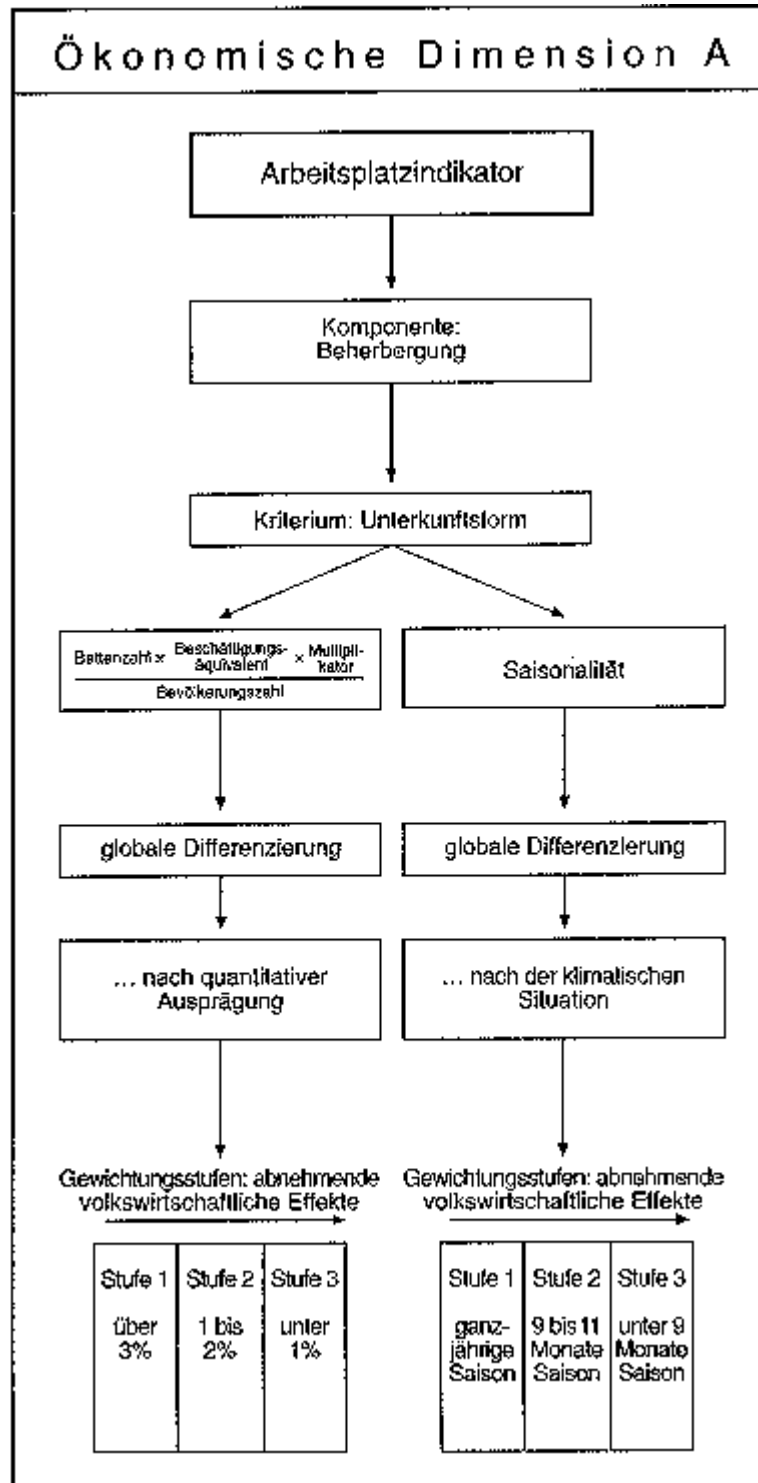 Ökonomische Dimension A
Arbeitsplatzindikator
Komponente:
Beherbergung
Kriterium: Unterkunftsform
Bettenzahl × Beschäftigungs-
äquivalent × Multipli-
kator
Bevölkerungszahl
Saisonalität
globale Differenzierung
globale Differenzierung
... nach quantitativer
Ausprägung
... nach der klimatischen
Situation
Gewichtungsstufen: abnehmende
volkswirtschaftliche Effekte
Gewichtungsstufen: abnehmende
volkswirtschaftliche Effekte
Stufe 1
über
3%
Stufe 2
1 bis
2%
Stufe 3
unter
1%
Stufe 1
ganz-
jährige
Saison
Stufe 2
9 bis 11
Monate
Saison
Stufe 3
unter 9
Monate
Saison